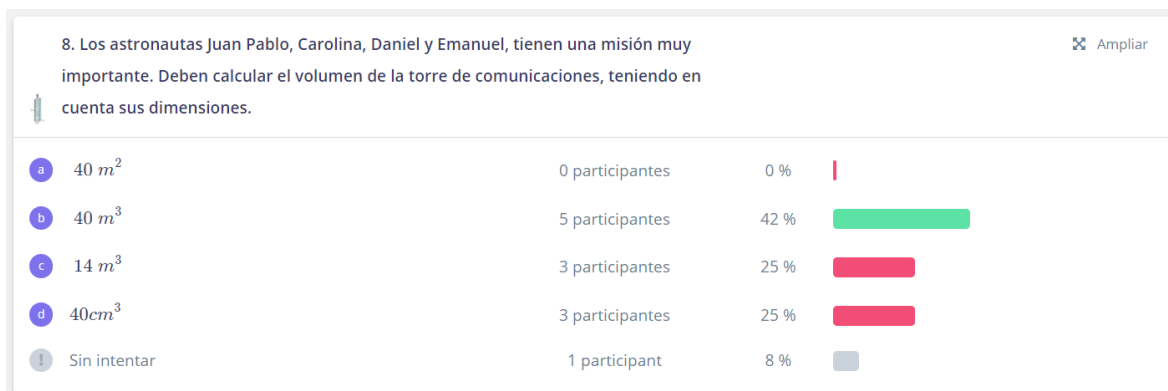 8. Los astronautas Juan Pablo, Carolina, Daniel y Emanuel, tienen una misión muy
Ampliar
importante. Deben calcular el volumen de la torre de comunicaciones, teniendo en
cuenta sus dimensiones.
a 40 m² 0 participantes 0 %
b 40 m³ 5 participantes 42 %
c 14 m³ 3 participantes 25 %
d 40cm³ 3 participantes 25 %
! Sin intentar 1 participant 8 %